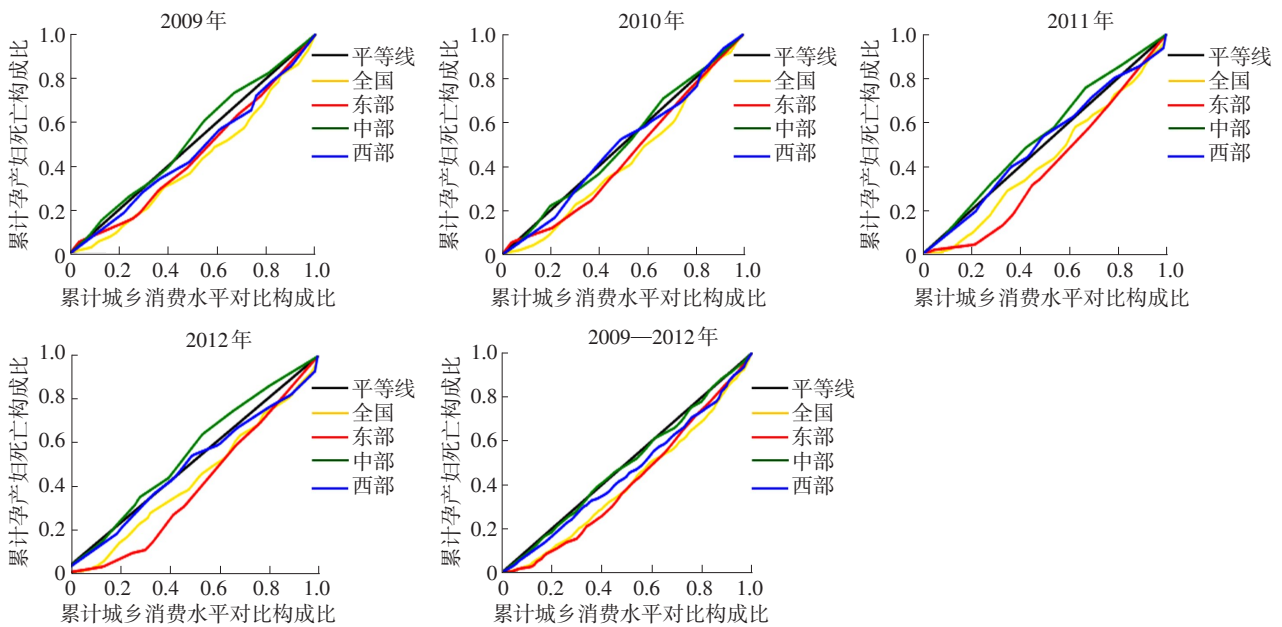 2009年
累计孕产妇死亡构成比
1.0
0.8
0.6
0.4
0.2
0
平等线
全国
东部
中部
西部
0 0.2 0.4 0.6 0.8 1.0
累计城乡消费水平对比构成比
2010年
累计孕产妇死亡构成比
1.0
0.8
0.6
0.4
0.2
0
平等线
全国
东部
中部
西部
0 0.2 0.4 0.6 0.8 1.0
累计城乡消费水平对比构成比
2011年
累计孕产妇死亡构成比
1.0
0.8
0.6
0.4
0.2
0
平等线
全国
东部
中部
西部
0 0.2 0.4 0.6 0.8 1.0
累计城乡消费水平对比构成比
2012年
累计孕产妇死亡构成比
1.0
0.8
0.6
0.4
0.2
0
平等线
全国
东部
中部
西部
0 0.2 0.4 0.6 0.8 1.0
累计城乡消费水平对比构成比
2009—2012年
累计孕产妇死亡构成比
1.0
0.8
0.6
0.4
0.2
0
平等线
全国
东部
中部
西部
0 0.2 0.4 0.6 0.8 1.0
累计城乡消费水平对比构成比